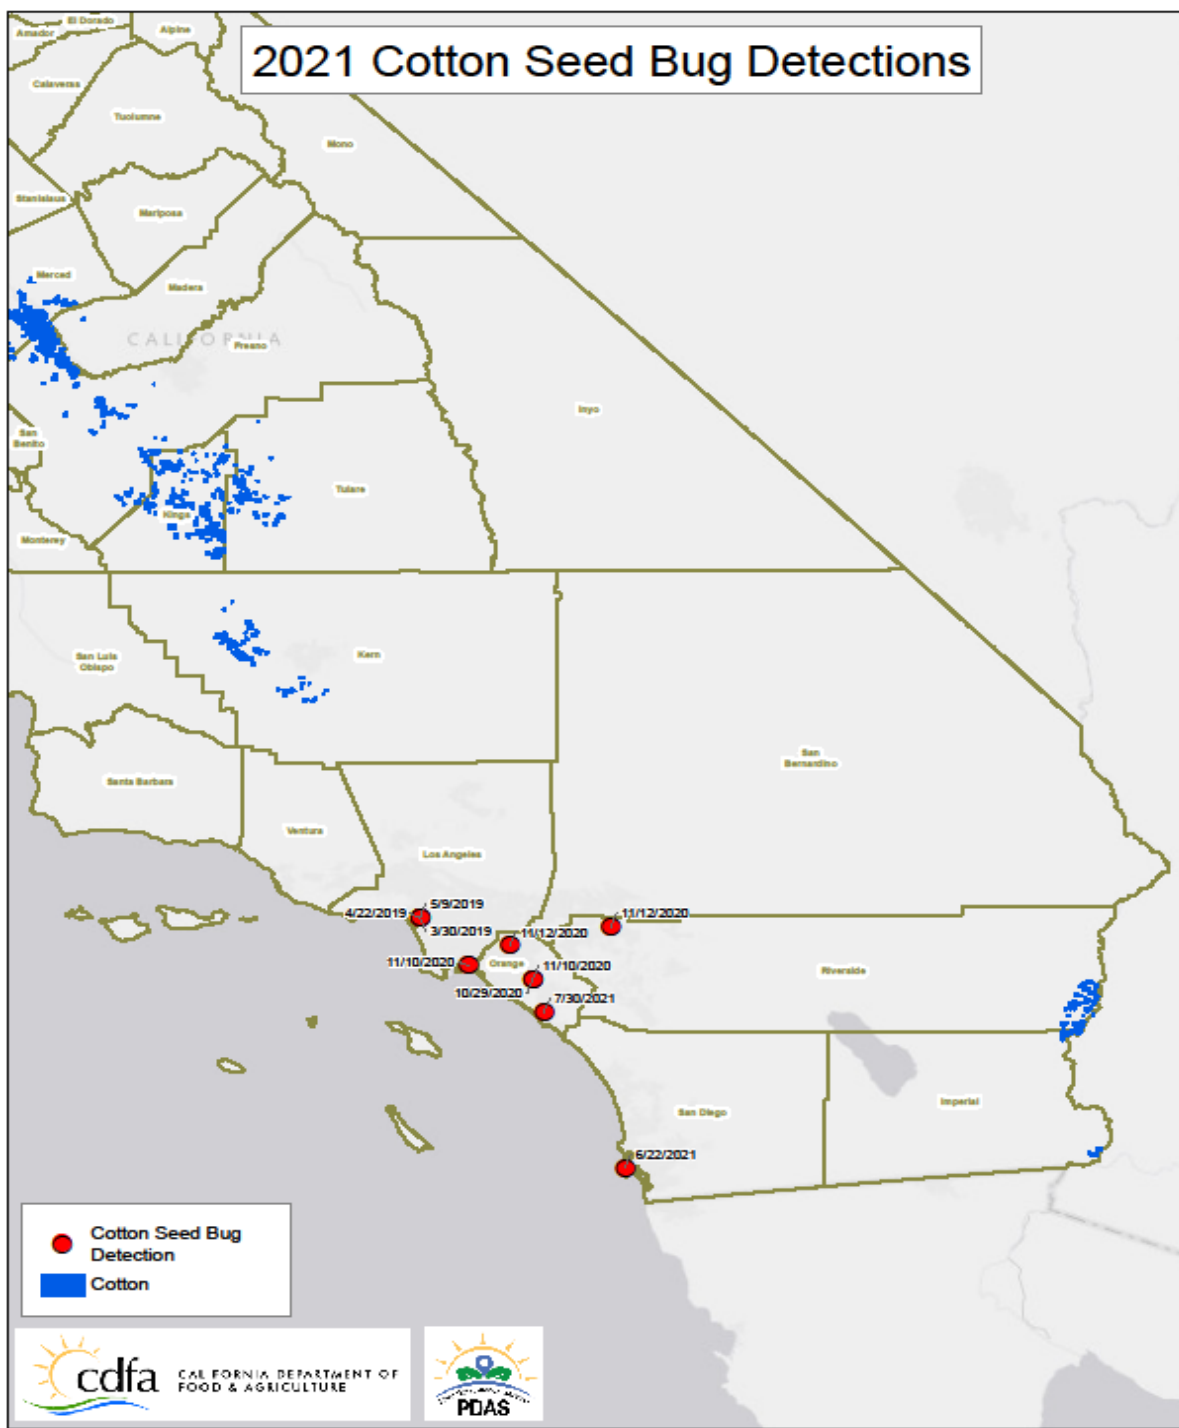 El Dorado
Amador
Alpine
2021 Cotton Seed Bug Detections
Calaveras
Tuolumne
Mono
Stanislaus
Mariposa
Merced
Madera
CALIFORNIA
Fresno
Inyo
San
Benito
Tulare
Kings
Monterey
San Luis
Obispo
Kern
San
Bernardino
Santa Barbara
Ventura
Los Angeles
5/9/2019
4/22/2019
3/30/2019
11/12/2020
11/12/2020
11/10/2020
Orange
11/10/2020
Riverside
10/29/2020
7/30/2021
San Diego
Imperial
6/22/2021
Cotton Seed Bug
Detection
Cotton
cdfa
CALIFORNIA DEPARTMENT OF
FOOD & AGRICULTURE
PDAS